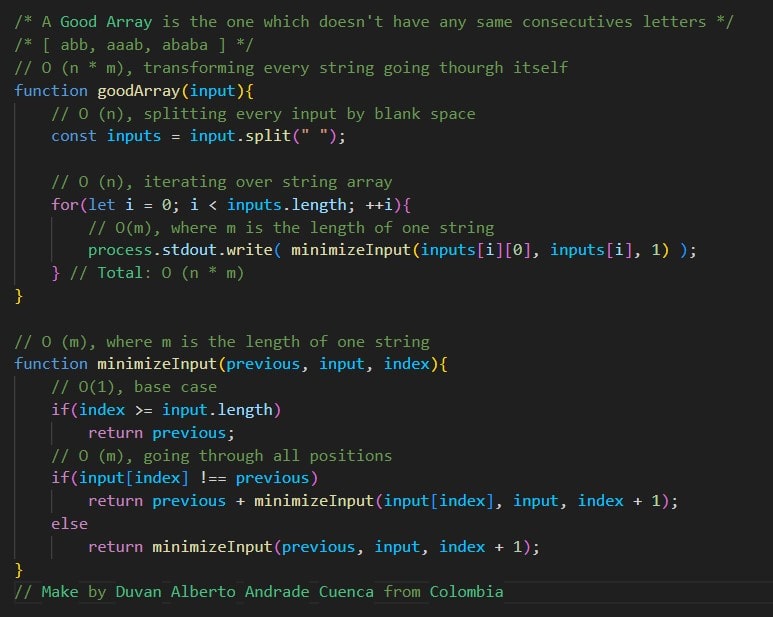 /* A Good Array is the one which doesn't have any same consecutives letters */
/* [ abb, aaab, ababa ] */
// O (n * m), transforming every string going thourgh itself
function goodArray(input){
    // O (n), splitting every input by blank space
    const inputs = input.split(" ");

    // O (n), iterating over string array
    for(let i = 0; i < inputs.length; ++i){
        // O(m), where m is the length of one string
        process.stdout.write( minimizeInput(inputs[i][0], inputs[i], 1) );
    } // Total: O (n * m)
}

// O (m), where m is the length of one string
function minimizeInput(previous, input, index){
    // O(1), base case
    if(index >= input.length)
        return previous;
    // O (m), going through all positions
    if(input[index] !== previous)
        return previous + minimizeInput(input[index], input, index + 1);
    else
        return minimizeInput(previous, input, index + 1);
}
// Make by Duvan Alberto Andrade Cuenca from Colombia